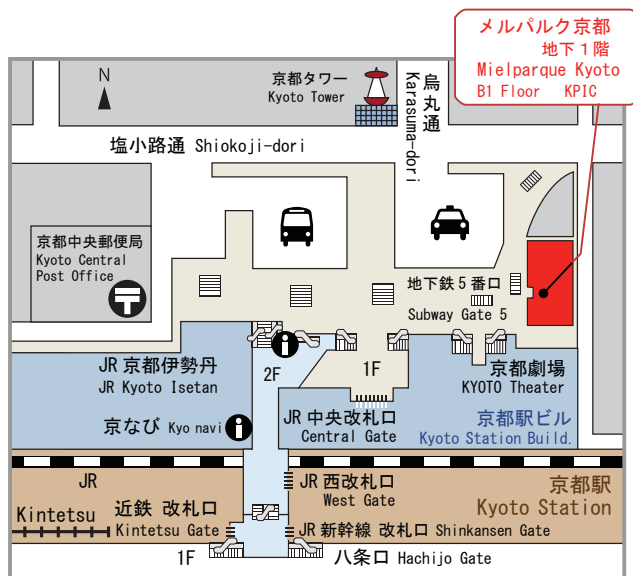 メルパルク京都
地下1階
Mielparque Kyoto
B1 Floor KPIC
N
京都タワー
Kyoto Tower
烏丸通
Karasuma-dori
塩小路通 Shiokoji-dori
京都中央郵便局
Kyoto Central
Post Office
地下鉄5番口
Subway Gate 5
JR 京都伊勢丹
JR Kyoto Isetan
2F
1F
京都劇場
KYOTO Theater
京なび Kyo navi
JR 中央改札口
Central Gate
京都駅ビル
Kyoto Station Build.
JR
JR 西改札口
West Gate
京都駅
Kyoto Station
Kintetsu
近鉄 改札口
Kintetsu Gate
JR 新幹線 改札口 Shinkansen Gate
1F
八条口 Hachijo Gate